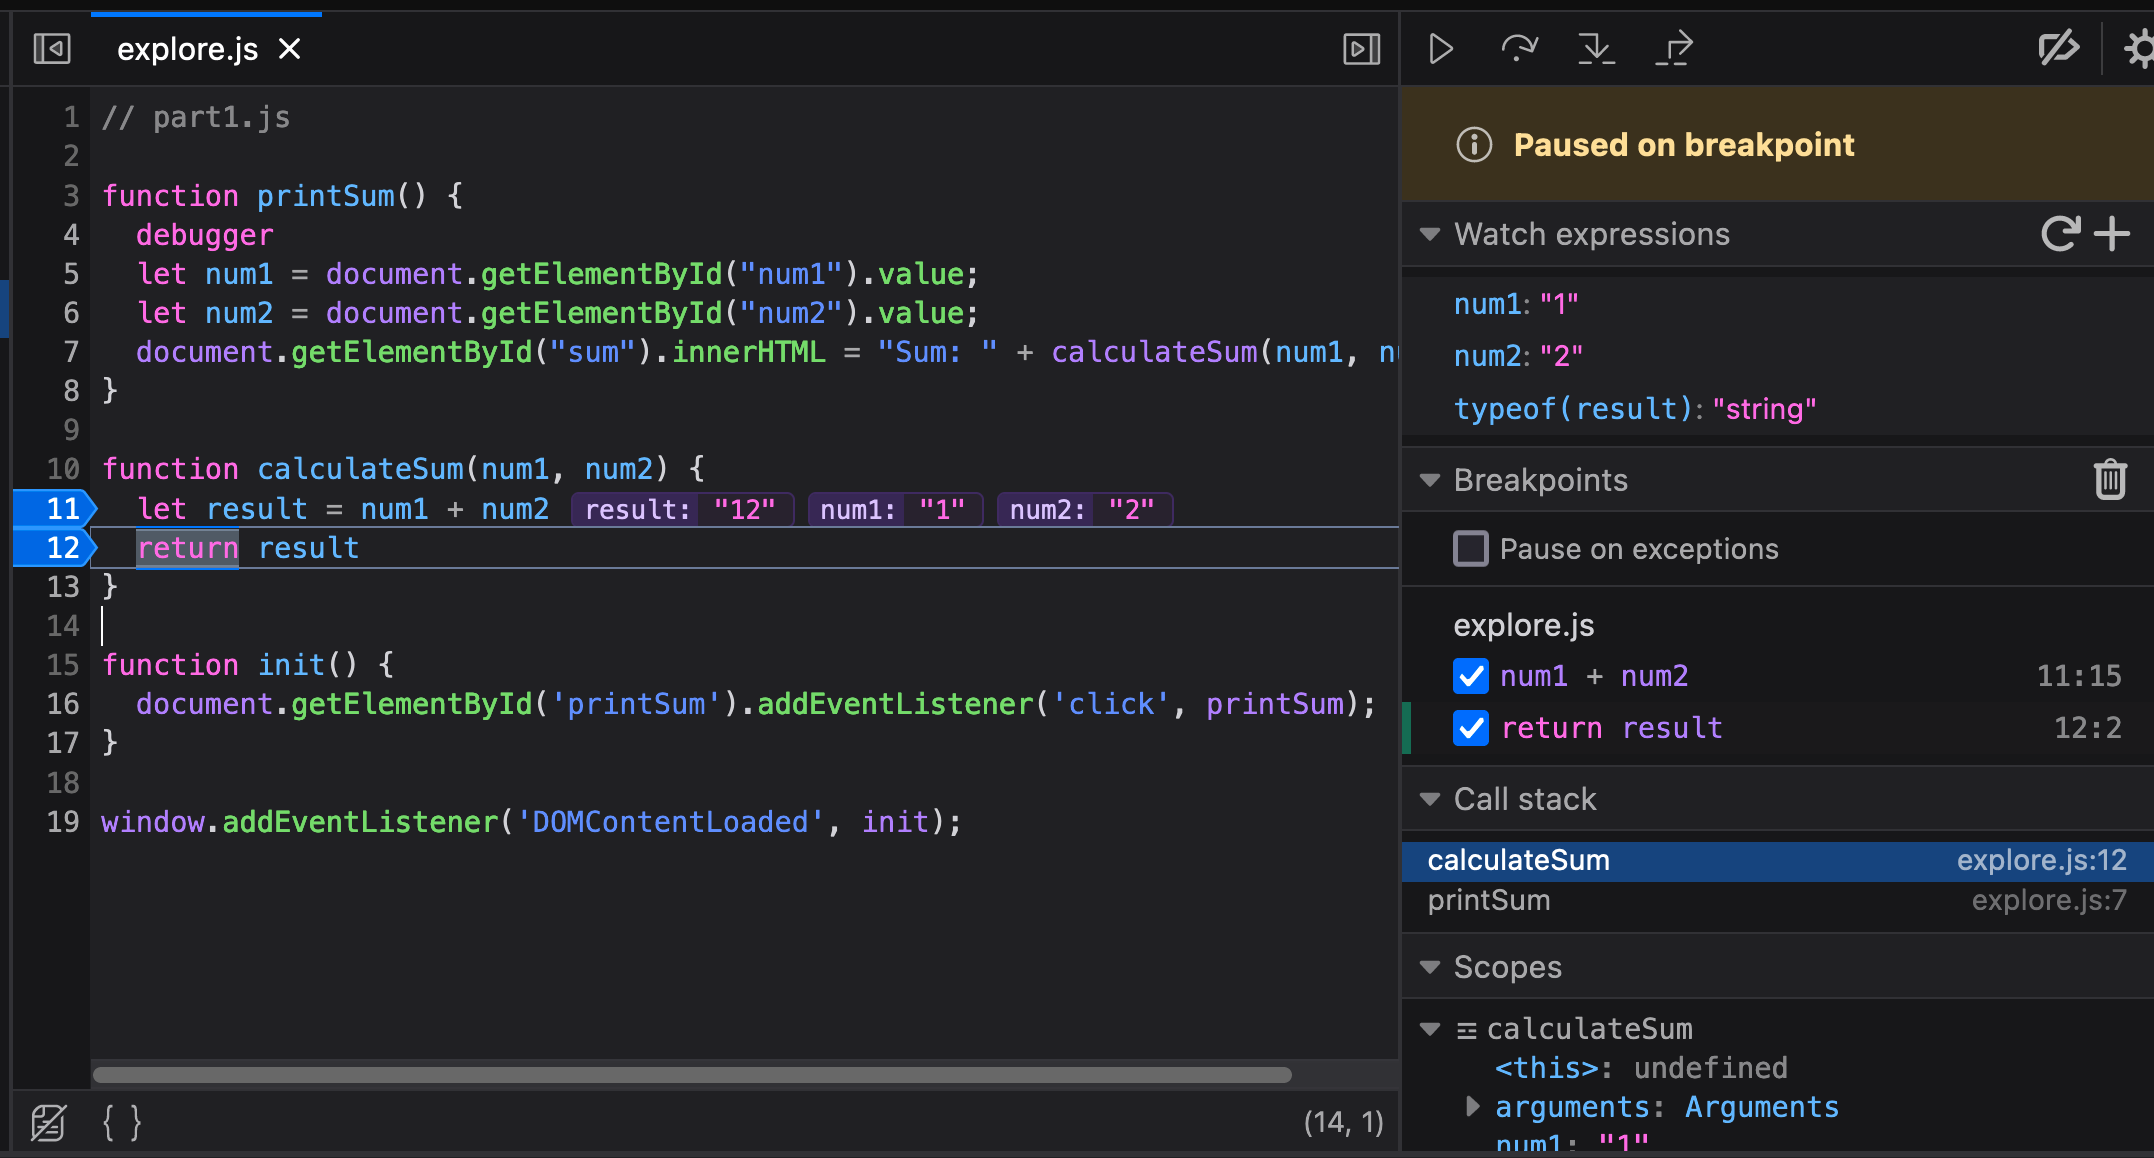 explore.js
1 // part1.js
2
3 function printSum() {
4   debugger
5   let num1 = document.getElementById("num1").value;
6   let num2 = document.getElementById("num2").value;
7   document.getElementById("sum").innerHTML = "Sum: " + calculateSum(num1, nu
8 }
9
10 function calculateSum(num1, num2) {
11   let result = num1 + num2 result: "12" num1: "1" num2: "2"
12   return result
13 }
14
15 function init() {
16   document.getElementById('printSum').addEventListener('click', printSum);
17 }
18
19 window.addEventListener('DOMContentLoaded', init);
{ } (14, 1)
Paused on breakpoint
Watch expressions
num1: "1"
num2: "2"
typeof(result): "string"
Breakpoints
Pause on exceptions
explore.js
num1 + num2 11:15
return result 12:2
Call stack
calculateSum explore.js:12
printSum explore.js:7
Scopes
calculateSum
<this>: undefined
arguments: Arguments
num1: "1"